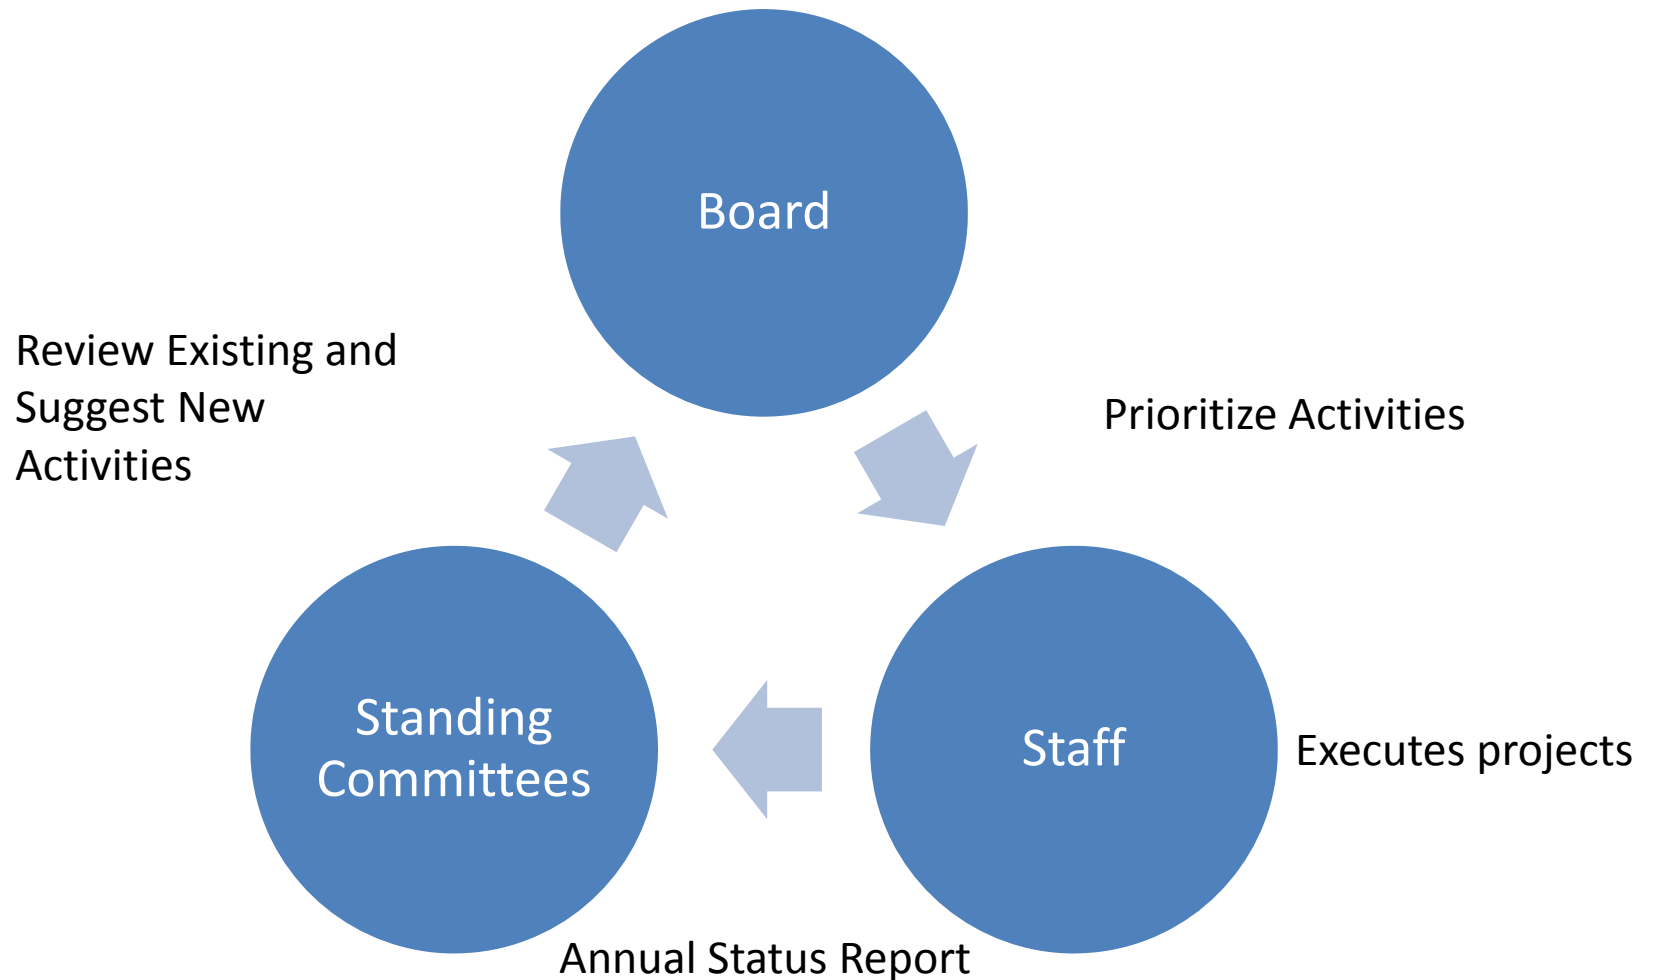 Board
Review Existing and
Suggest New
Activities
Prioritize Activities
Standing
Committees
Staff
Executes projects
Annual Status Report